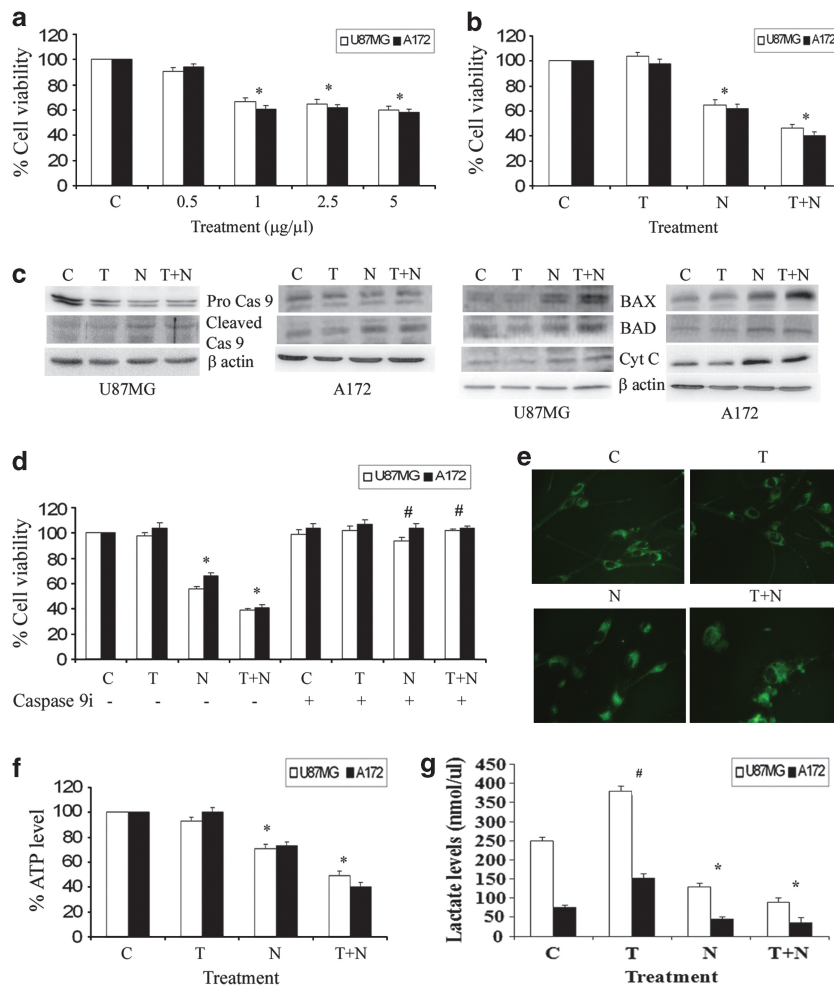 a
U87MG A172
% Cell viability
120
100
80
60
40
20
0
*
*
*
C 0.5 1 2.5 5
Treatment (µg/µl)
b
U87MG A172
% Cell viability
120
100
80
60
40
20
0
*
*
C T N T+N
Treatment
c
C T N T+N
C T N T+N
Pro Cas 9
Cleaved
Cas 9
β actin
U87MG
A172
C T N T+N
C T N T+N
BAX
BAD
Cyt C
β actin
U87MG
A172
d
U87MG A172
% Cell viability
120
100
80
60
40
20
0
*
*
#
#
C T N T+N C T N T+N
Caspase 9i - - - - + + + +
e
C T
N T+N
f
U87MG A172
% ATP level
120
100
80
60
40
20
0
*
*
C T N T+N
Treatment
g
U87MG A172
Lactate levels (nmol/ul)
450
400
350
300
250
200
150
100
50
0
#
*
*
C T N T+N
Treatment